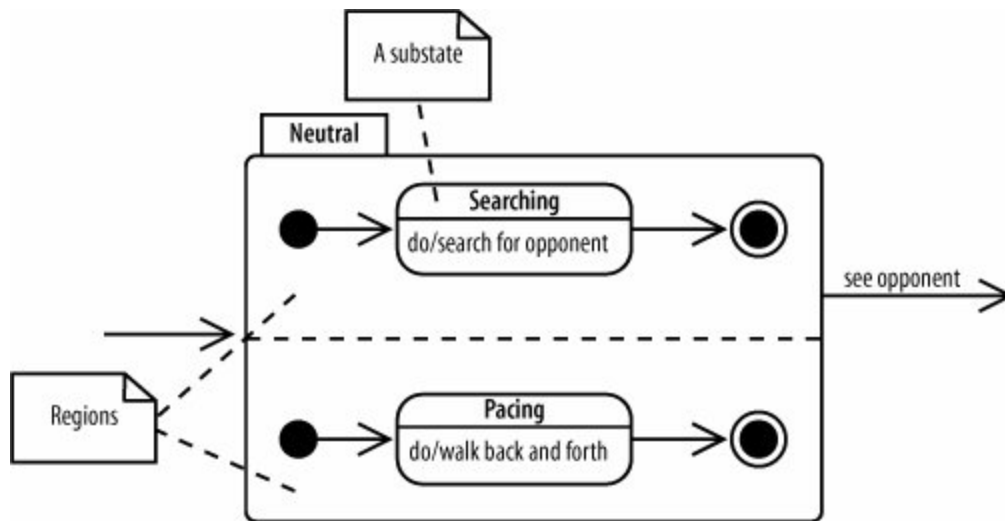 A substate
Neutral
Searching
do/search for opponent
see opponent
Regions
Pacing
do/walk back and forth